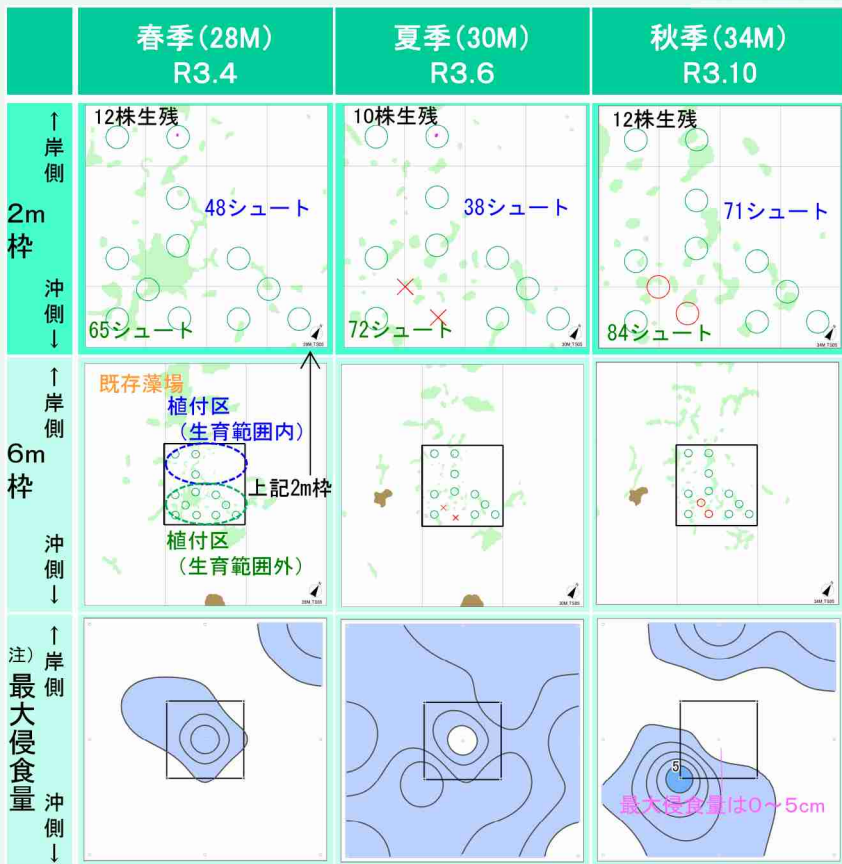 春季(28M)
R3.4
夏季(30M)
R3.6
秋季(34M)
R3.10
↑岸側
2m枠
沖側↓
12株生残
48シュート
65シュート
10株生残
38シュート
72シュート
12株生残
71シュート
84シュート
↑岸側
6m枠
沖側↓
既存藻場
植付区
(生育範囲内)
上記2m枠
植付区
(生育範囲外)
注)
↑岸側
最大侵食量
沖側↓
5
最大侵食量は0~5cm